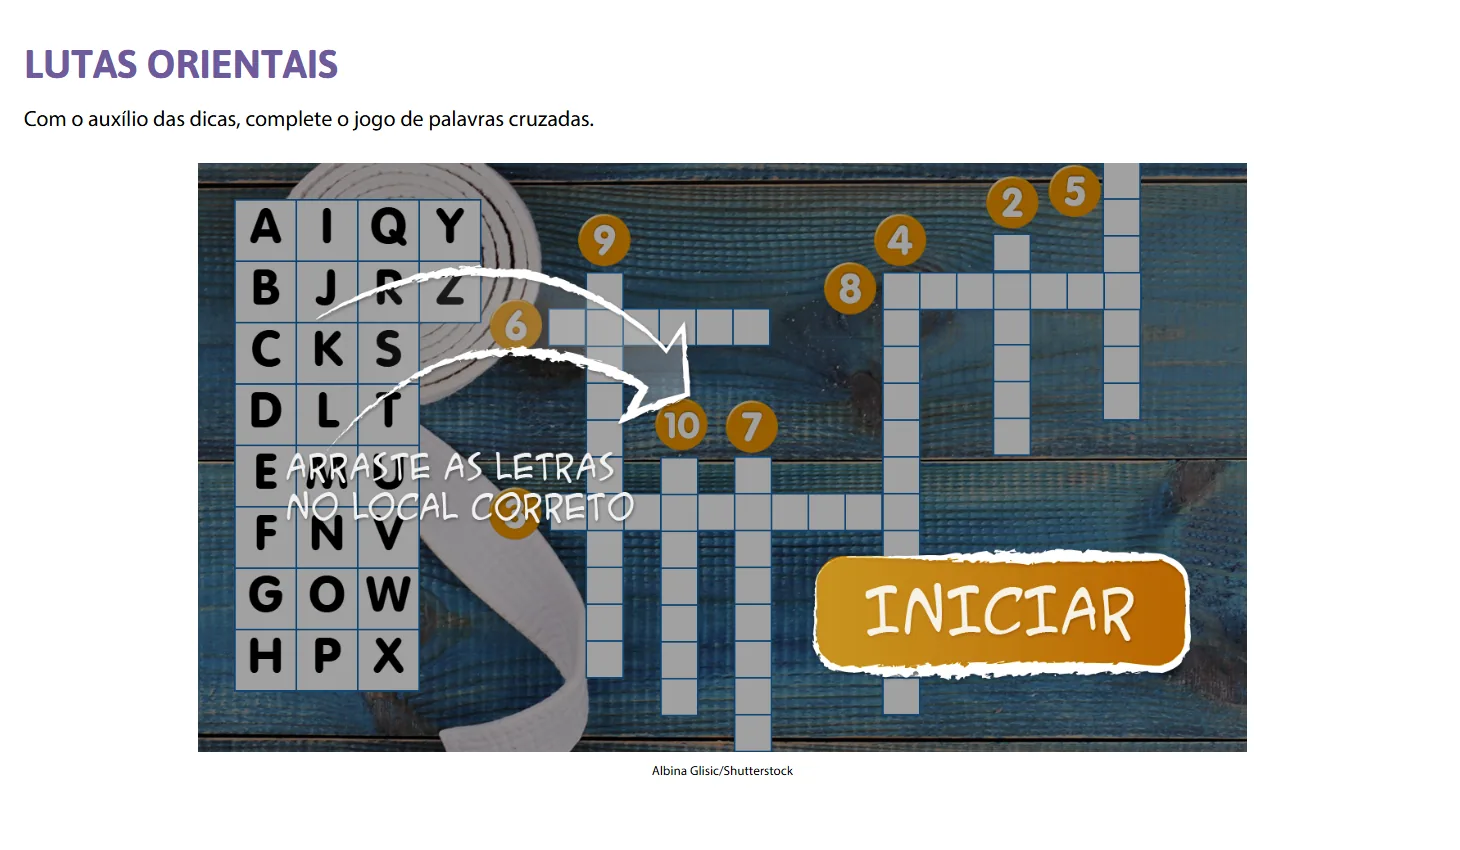 LUTAS ORIENTAIS
Com o auxílio das dicas, complete o jogo de palavras cruzadas.
5
2
9
4
8
6
A I Q Y
B J R Z
C K S
D L T
E M U
F N V
G O W
H P X
10 7
ARRASTE AS LETRAS
NO LOCAL CORRETO
3
INICIAR
Albina Glisic/Shutterstock